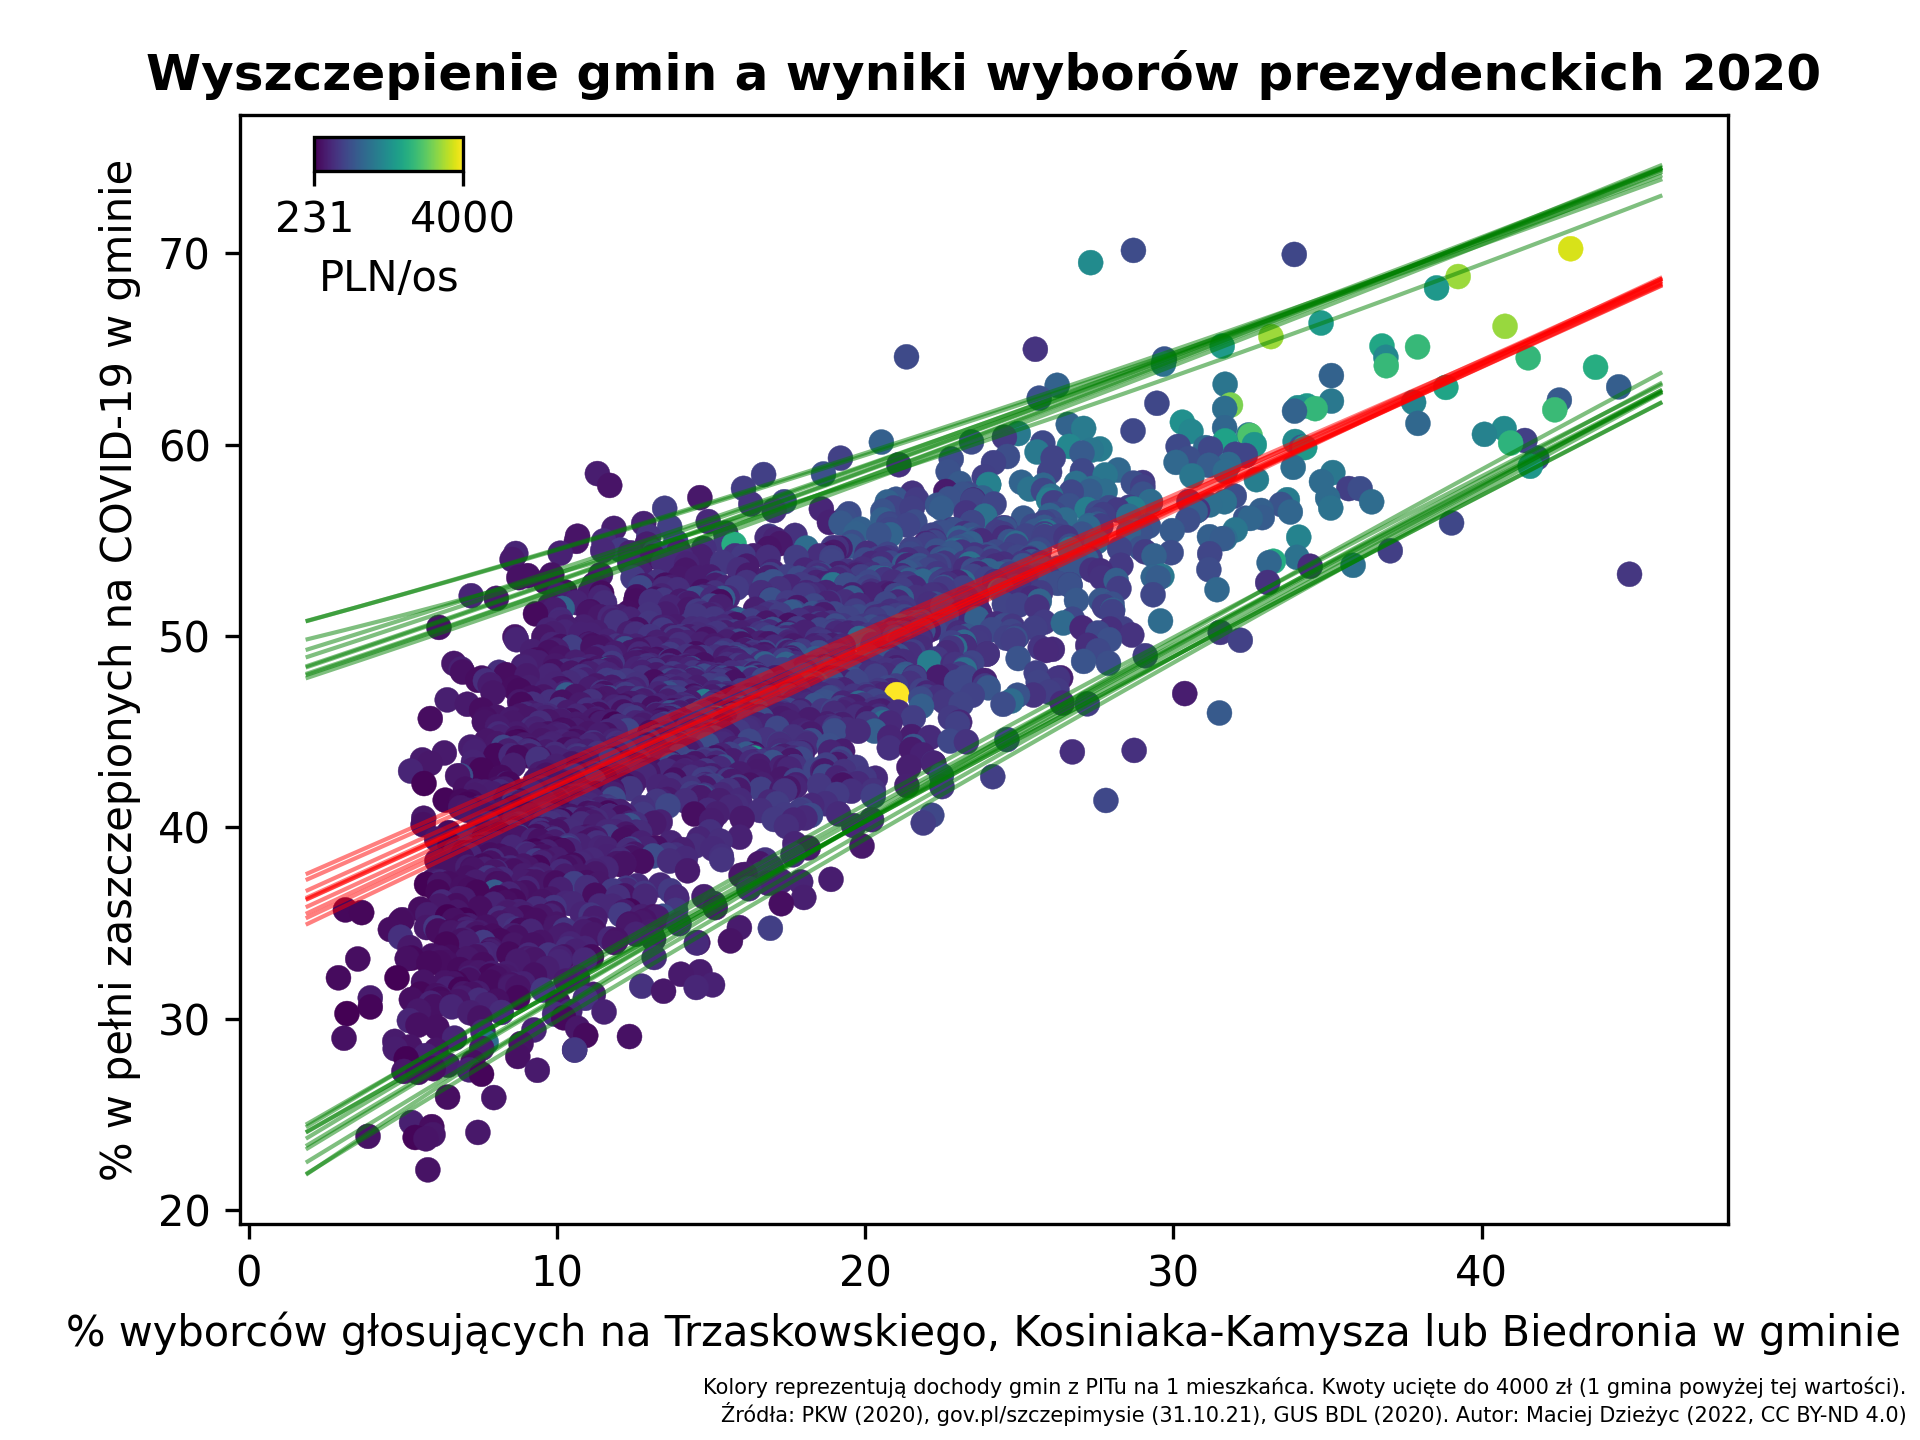 Wyszczepienie gmin a wyniki wyborów prezydenckich 2020
231 4000
PLN/os
% w pełni zaszczepionych na COVID-19 w gminie
70
60
50
40
30
20
0 10 20 30 40
% wyborców głosujących na Trzaskowskiego, Kosiniaka-Kamysza lub Biedronia w gminie
Kolory reprezentują dochody gmin z PITu na 1 mieszkańca. Kwoty ucięte do 4000 zł (1 gmina powyżej tej wartości).
Źródła: PKW (2020), gov.pl/szczepimysie (31.10.21), GUS BDL (2020). Autor: Maciej Dzieżyc (2022, CC BY-ND 4.0)